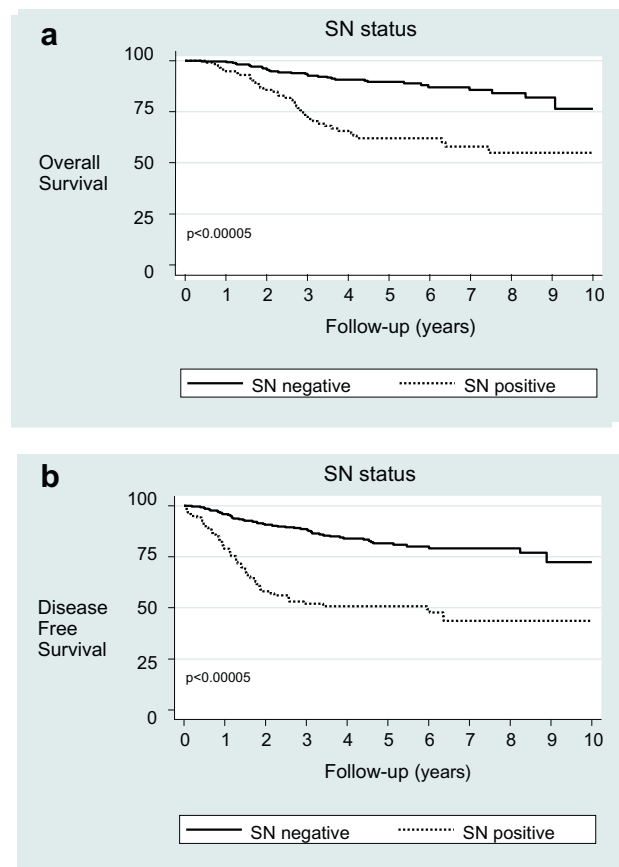 a
SN status
100
75
50
25
0
Overall
Survival
p<0.00005
0 1 2 3 4 5 6 7 8 9 10
Follow-up (years)
SN negative SN positive
b
SN status
100
75
50
25
0
Disease
Free
Survival
p<0.00005
0 1 2 3 4 5 6 7 8 9 10
Follow-up (years)
SN negative SN positive